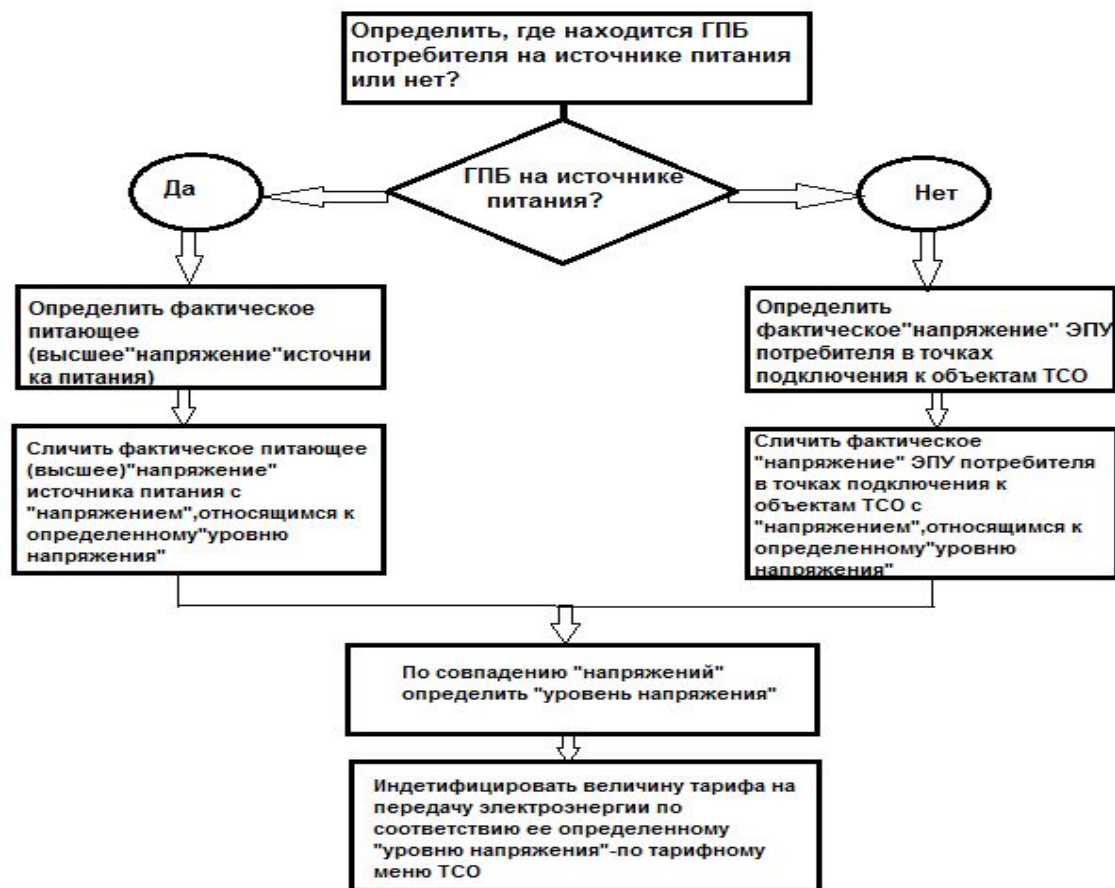 Определить, где находится ГПБ
потребителя на источнике питания
или нет?
ГПБ на источнике
питания?
Да
Нет
Определить фактическое
питающее
(высшее"напряжение"источни
ка питания)
Определить
фактическое"напряжение" ЭПУ
потребителя в точках
подключения к объектам ТСО
Сличить фактическое питающее
(высшее)"напряжение"
источника питания с
"напряжением",относящимся к
определенному"уровню
напряжения"
Сличить фактическое
"напряжение" ЭПУ потребителя
в точках подключения к
объектам ТСО с
"напряжением",относящимся к
определенному"уровню
напряжения"
По совпадению "напряжений"
определить "уровень напряжения"
Индетифицировать величину тарифа на
передачу электроэнергии по
соответствию ее определенному
"уровню напряжения"-по тарифному
меню ТСО